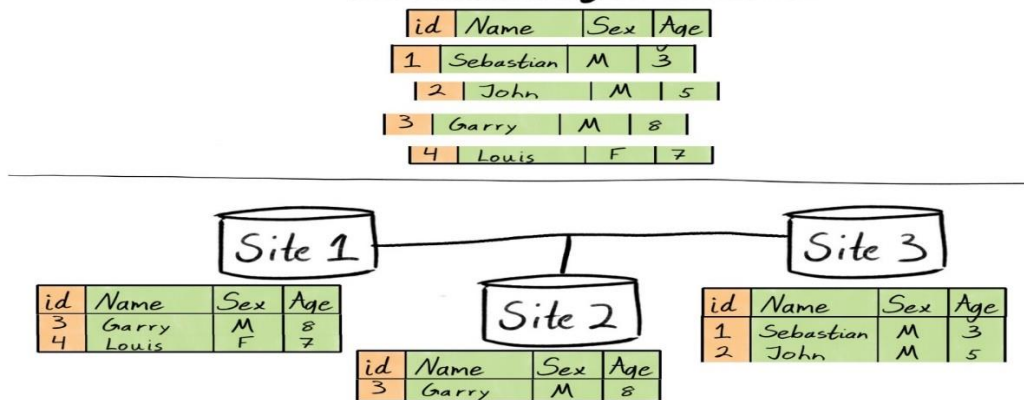 id Name Sex Age
1 Sebastian M 3
2 John M 5
3 Garry M 8
4 Louis F 7
Site 1
Site 3
Site 2
id Name Sex Age
3 Garry M 8
4 Louis F 7
id Name Sex Age
1 Sebastian M 3
2 John M 5
id Name Sex Age
3 Garry M 8